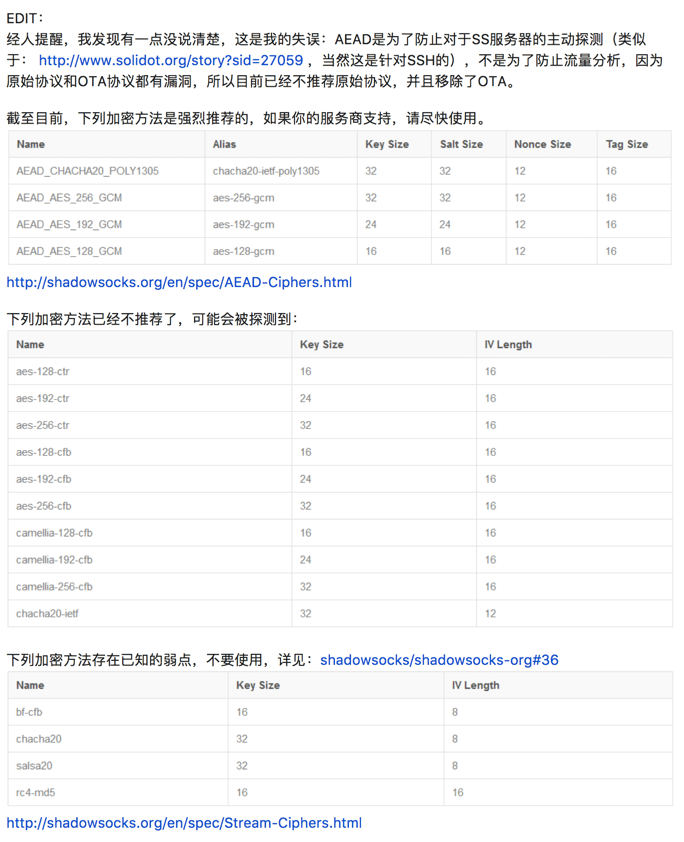 EDIT：
经人提醒，我发现有一点没说清楚，这是我的失误：AEAD是为了防止对于SS服务器的主动探测（类似
于： http://www.solidot.org/story?sid=27059 ，当然这是针对SSH的），不是为了防止流量分析，因为
原始协议和OTA协议都有漏洞，所以目前已经不推荐原始协议，并且移除了OTA。
截至目前，下列加密方法是强烈推荐的，如果你的服务商支持，请尽快使用。
Name Alias Key Size Salt Size Nonce Size Tag Size
AEAD_CHACHA20_POLY1305 chacha20-ietf-poly1305 32 32 12 16
AEAD_AES_256_GCM aes-256-gcm 32 32 12 16
AEAD_AES_192_GCM aes-192-gcm 24 24 12 16
AEAD_AES_128_GCM aes-128-gcm 16 16 12 16
http://shadowsocks.org/en/spec/AEAD-Ciphers.html
下列加密方法已经不推荐了，可能会被探测到：
Name Key Size IV Length
aes-128-ctr 16 16
aes-192-ctr 24 16
aes-256-ctr 32 16
aes-128-cfb 16 16
aes-192-cfb 24 16
aes-256-cfb 32 16
camellia-128-cfb 16 16
camellia-192-cfb 24 16
camellia-256-cfb 32 16
chacha20-ietf 32 12
下列加密方法存在已知的弱点，不要使用，详见：shadowsocks/shadowsocks-org#36
Name Key Size IV Length
bf-cfb 16 8
chacha20 32 8
salsa20 32 8
rc4-md5 16 16
http://shadowsocks.org/en/spec/Stream-Ciphers.html